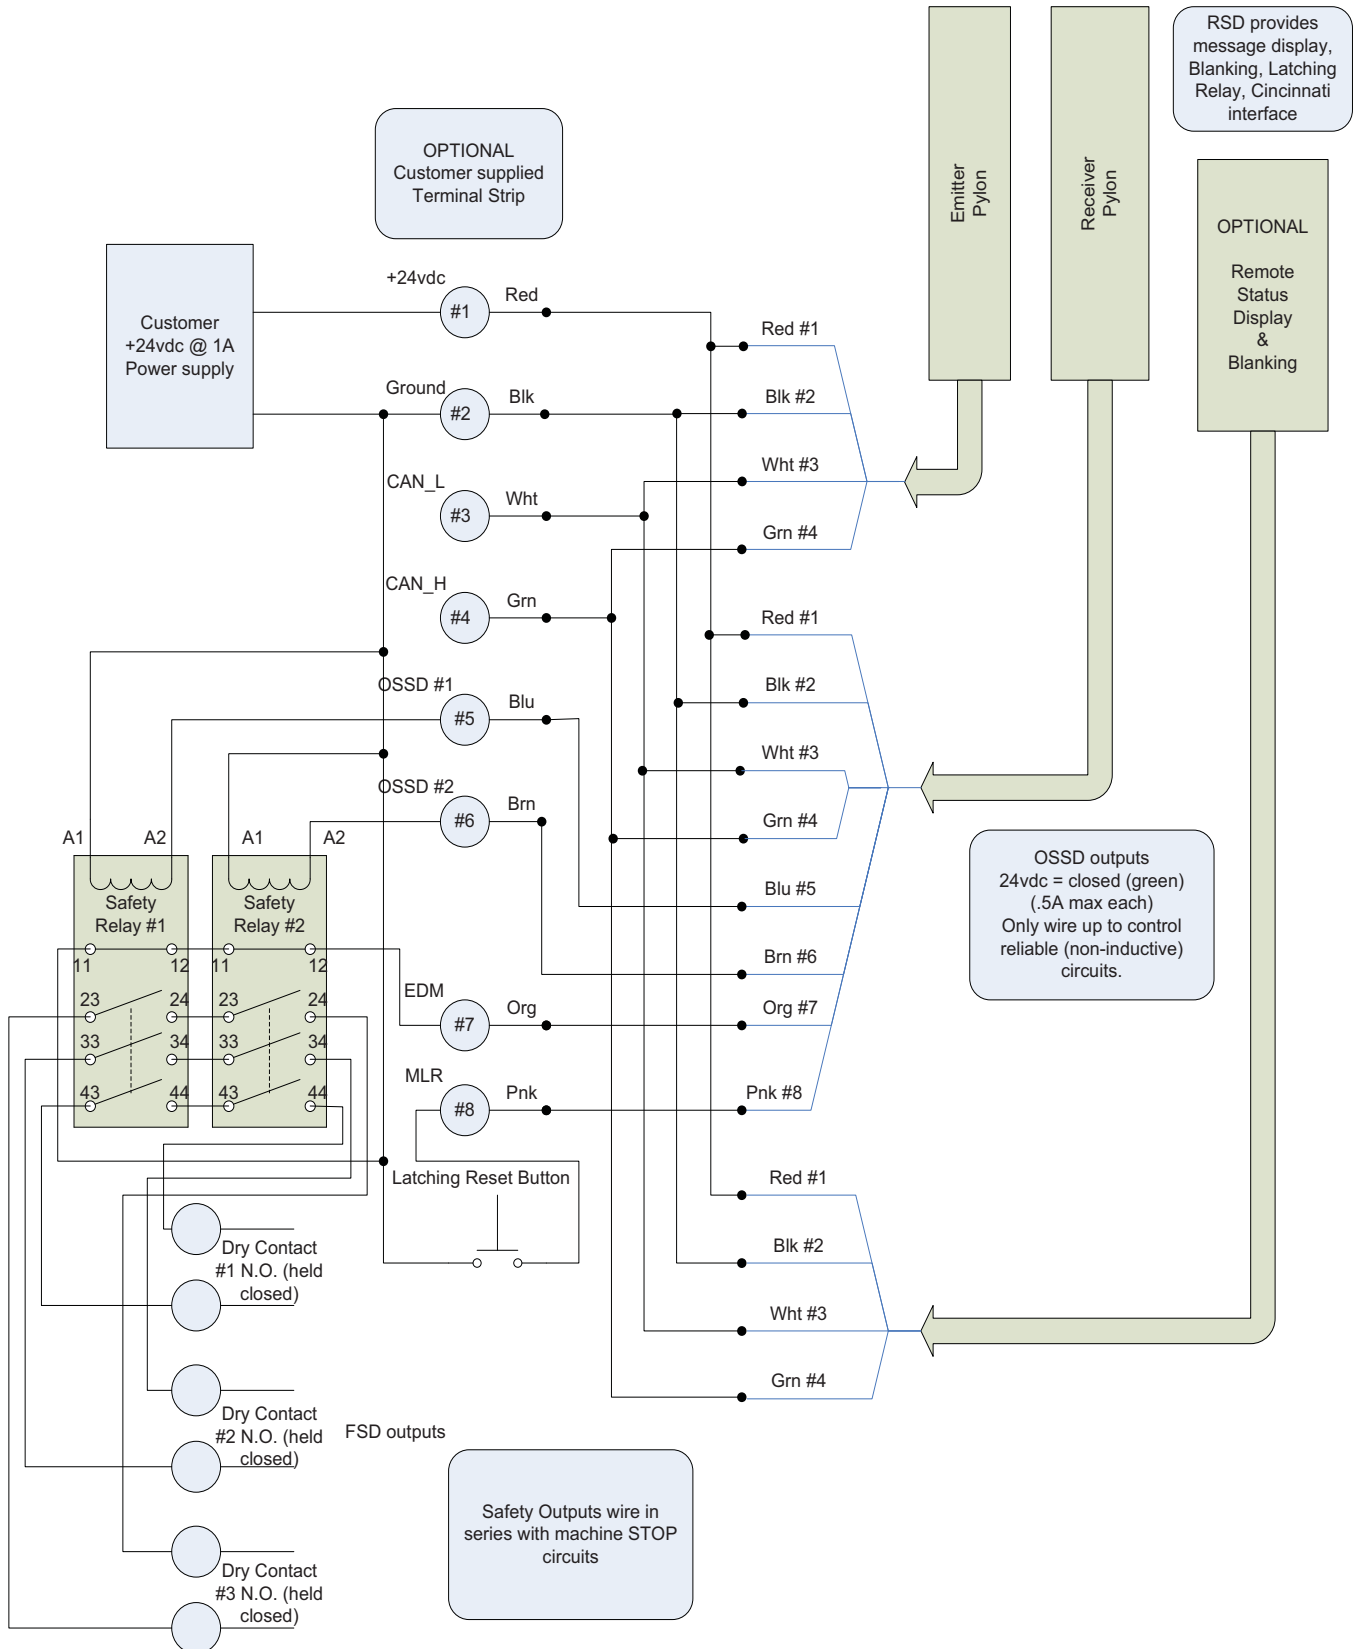 RSD provides
message display,
Blanking, Latching
Relay, Cincinnati
interface
Emitter
Pylon
Receiver
Pylon
OPTIONAL
Remote
Status
Display
&
Blanking
OPTIONAL
Customer supplied
Terminal Strip
Customer
+24vdc @ 1A
Power supply
+24vdc
#1
Red
Ground
#2
Blk
CAN_L
#3
Wht
CAN_H
#4
Grn
OSSD #1
#5
Blu
OSSD #2
#6
Brn
EDM
#7
Org
MLR
#8
Pnk
Latching Reset Button
Red #1
Blk #2
Wht #3
Grn #4
Red #1
Blk #2
Wht #3
Grn #4
Blu #5
Brn #6
Org #7
Pnk #8
Red #1
Blk #2
Wht #3
Grn #4
OSSD outputs
24vdc = closed (green)
(.5A max each)
Only wire up to control
reliable (non-inductive)
circuits.
A1
A2
A1
A2
Safety
Relay #1
Safety
Relay #2
11
12
11
12
23
24
23
24
33
34
33
34
43
44
43
44
Dry Contact
#1 N.O. (held
closed)
Dry Contact
#2 N.O. (held
closed)
FSD outputs
Dry Contact
#3 N.O. (held
closed)
Safety Outputs wire in
series with machine STOP
circuits